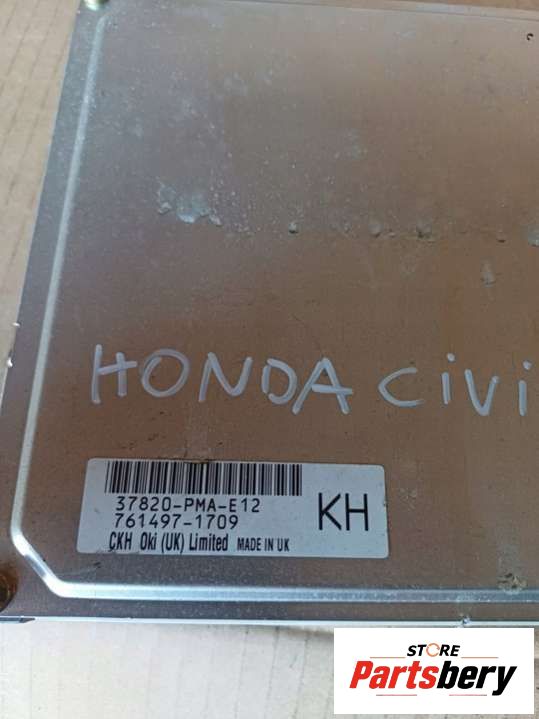 HONDA CIVI
37820-PMA-E12
761497-1709
KH
CKH Oki (UK) Limited MADE IN UK
STORE
Partsbery